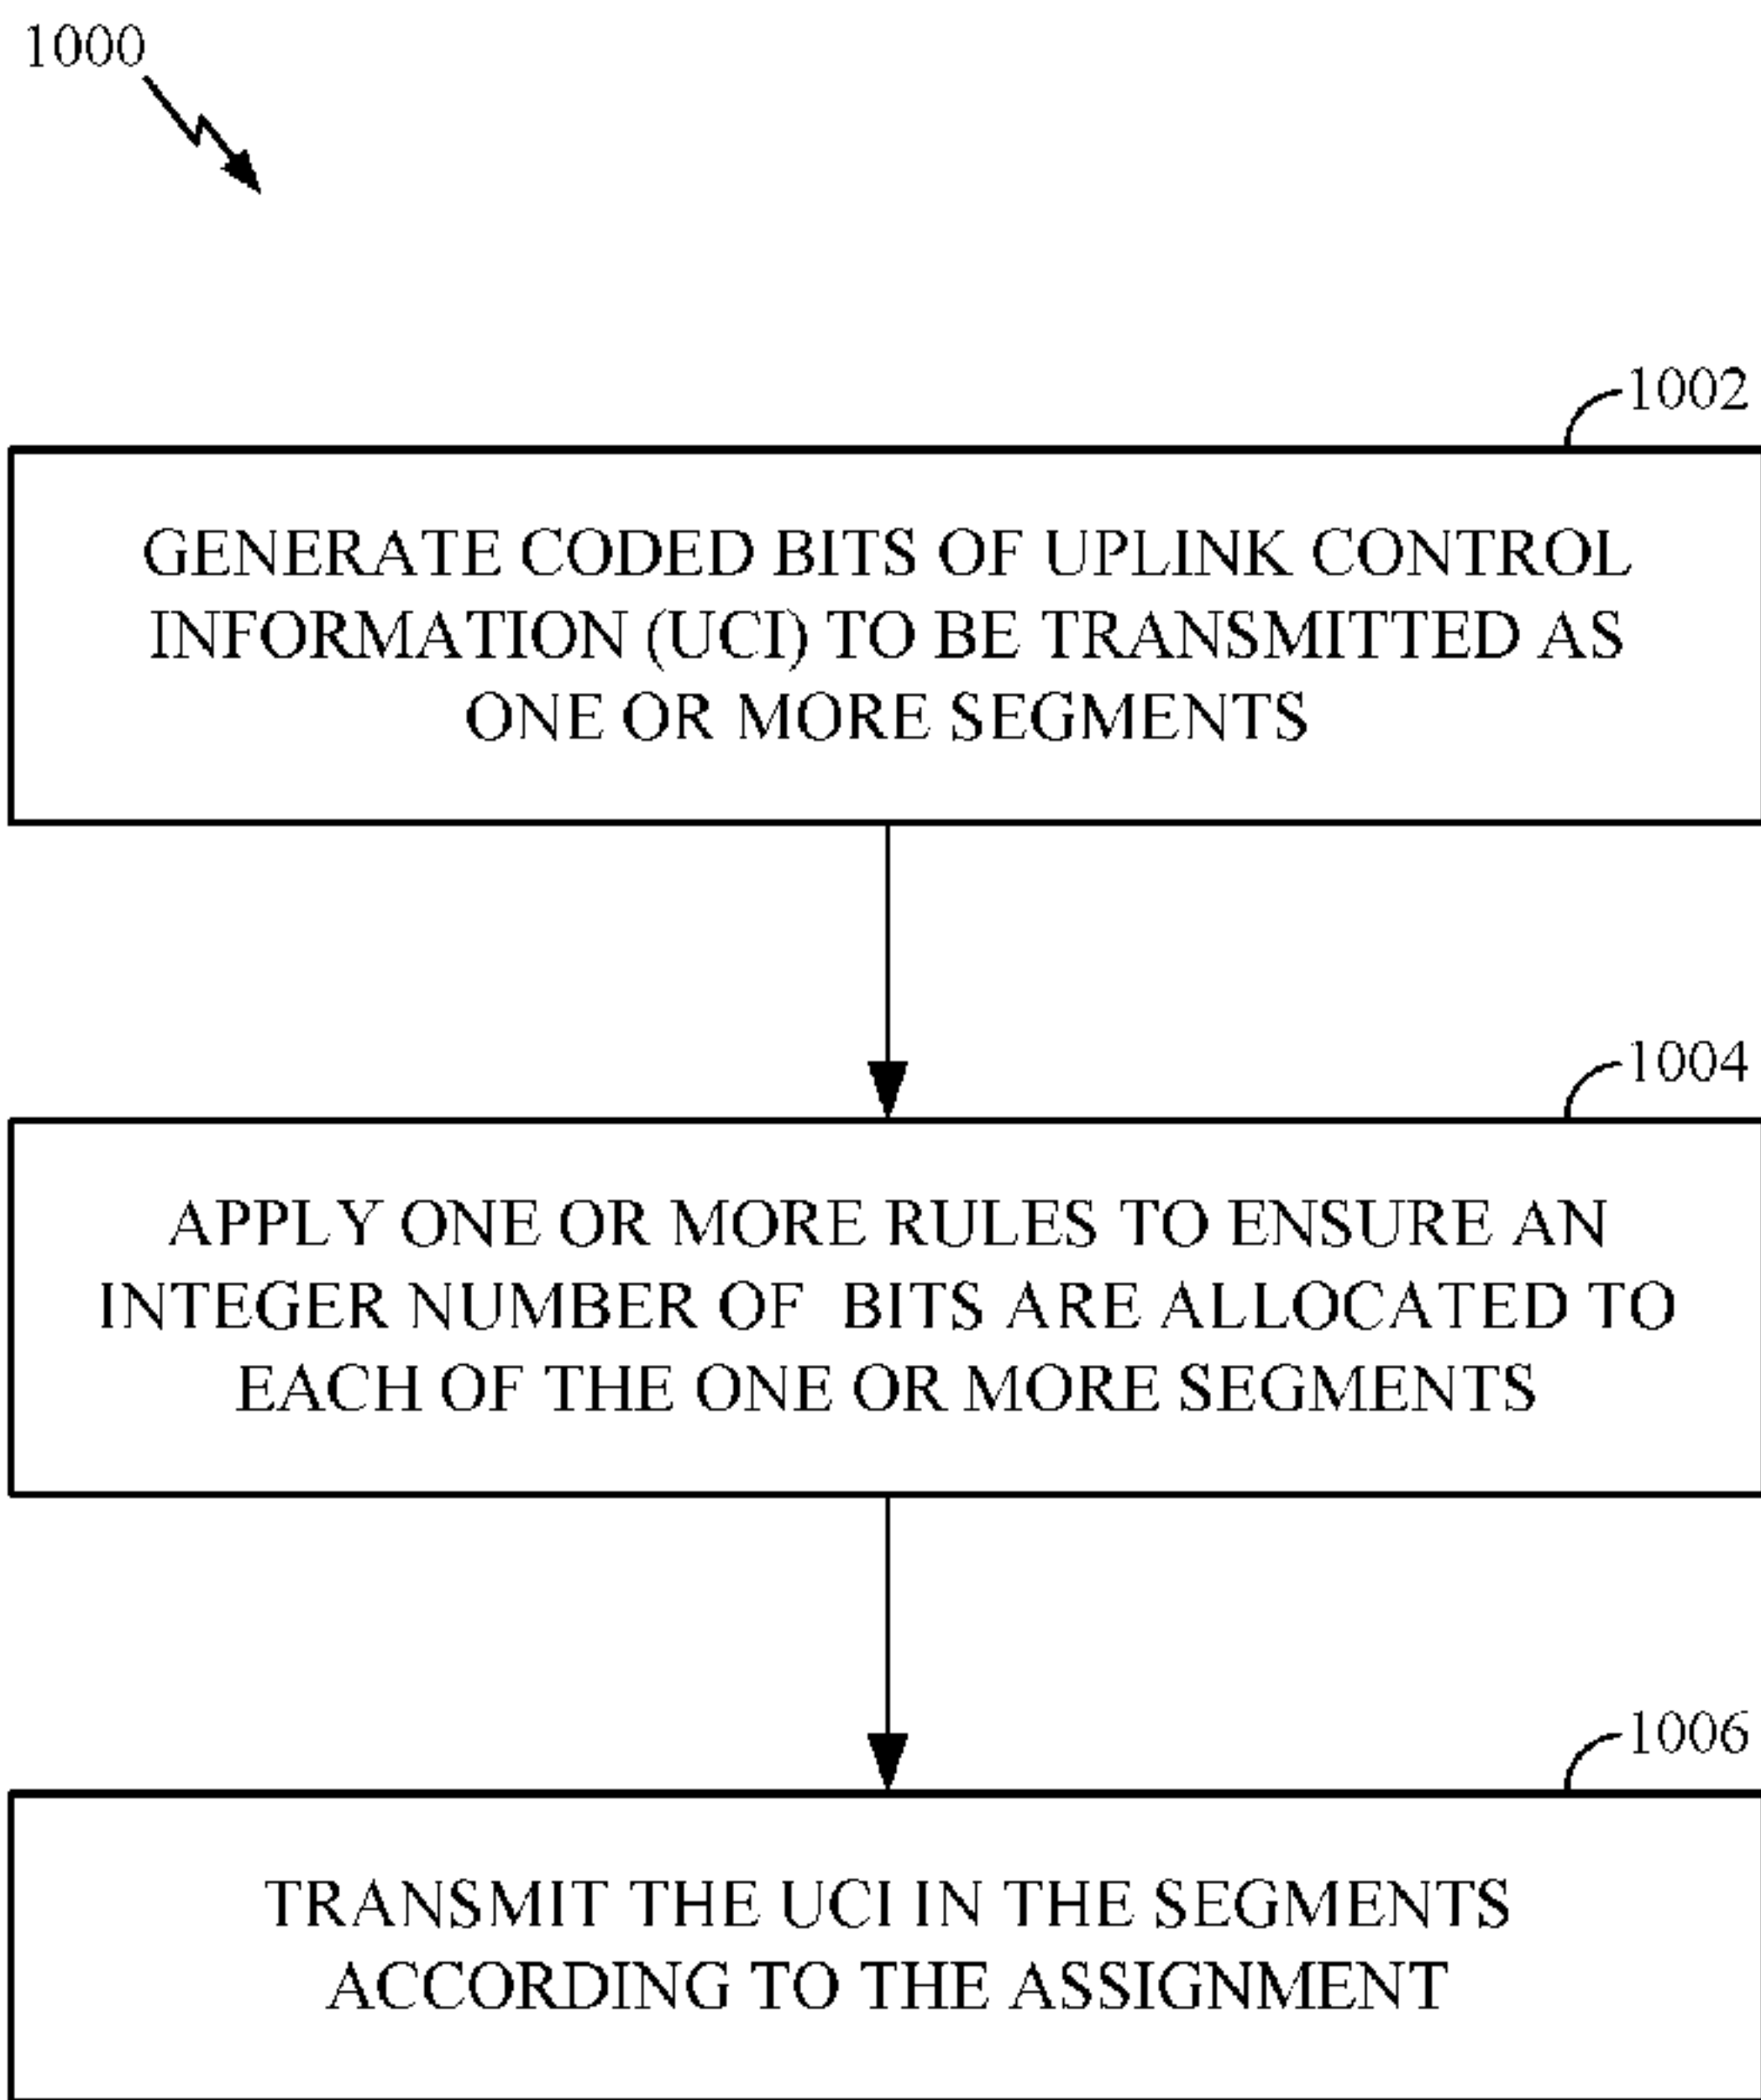 1000
1002
GENERATE CODED BITS OF UPLINK CONTROL
INFORMATION (UCI) TO BE TRANSMITTED AS
ONE OR MORE SEGMENTS
1004
APPLY ONE OR MORE RULES TO ENSURE AN
INTEGER NUMBER OF BITS ARE ALLOCATED TO
EACH OF THE ONE OR MORE SEGMENTS
1006
TRANSMIT THE UCI IN THE SEGMENTS
ACCORDING TO THE ASSIGNMENT